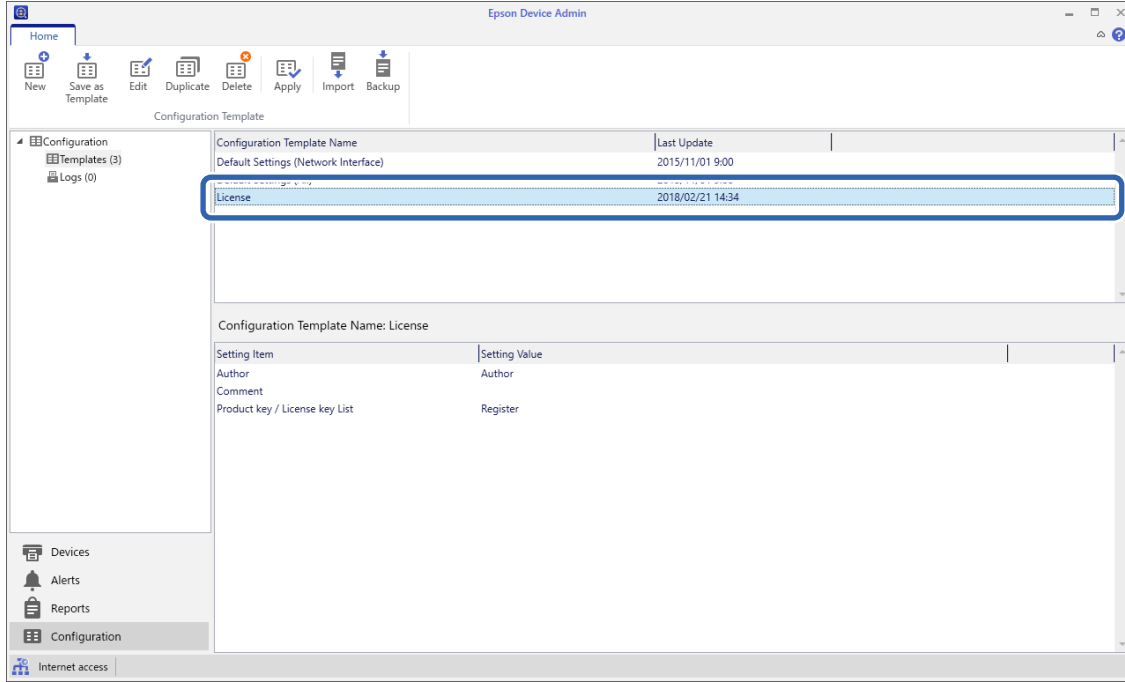 Epson Device Admin
Home
New Save as Template Edit Duplicate Delete Apply Import Backup
Configuration Template
Configuration
Templates (3)
Logs (0)
Configuration Template Name Last Update
Default Settings (Network Interface) 2015/11/01 9:00
License 2018/02/21 14:34
Configuration Template Name: License
Setting Item Setting Value
Author Author
Comment
Product key / License key List Register
Devices
Alerts
Reports
Configuration
Internet access